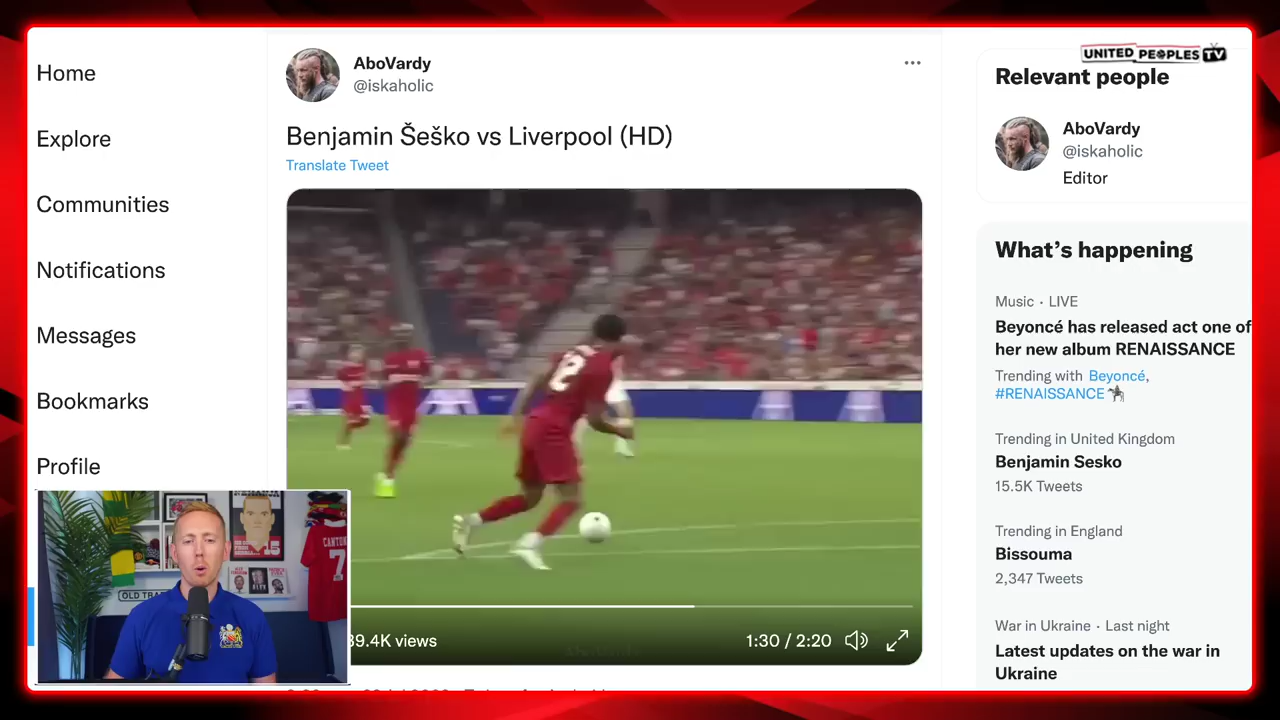 Home
Explore
Communities
Notifications
Messages
Bookmarks
Profile
AboVardy
@iskaholic
Benjamin Šeško vs Liverpool (HD)
Translate Tweet
39.4K views
1:30 / 2:20
UNITED PEOPLES TV
Relevant people
AboVardy
@iskaholic
Editor
What's happening
Music · LIVE
Beyoncé has released act one of
her new album RENAISSANCE
Trending with Beyoncé,
#RENAISSANCE
Trending in United Kingdom
Benjamin Sesko
15.5K Tweets
Trending in England
Bissouma
2,347 Tweets
War in Ukraine · Last night
Latest updates on the war in
Ukraine
OLD TRA
CANTONA
7